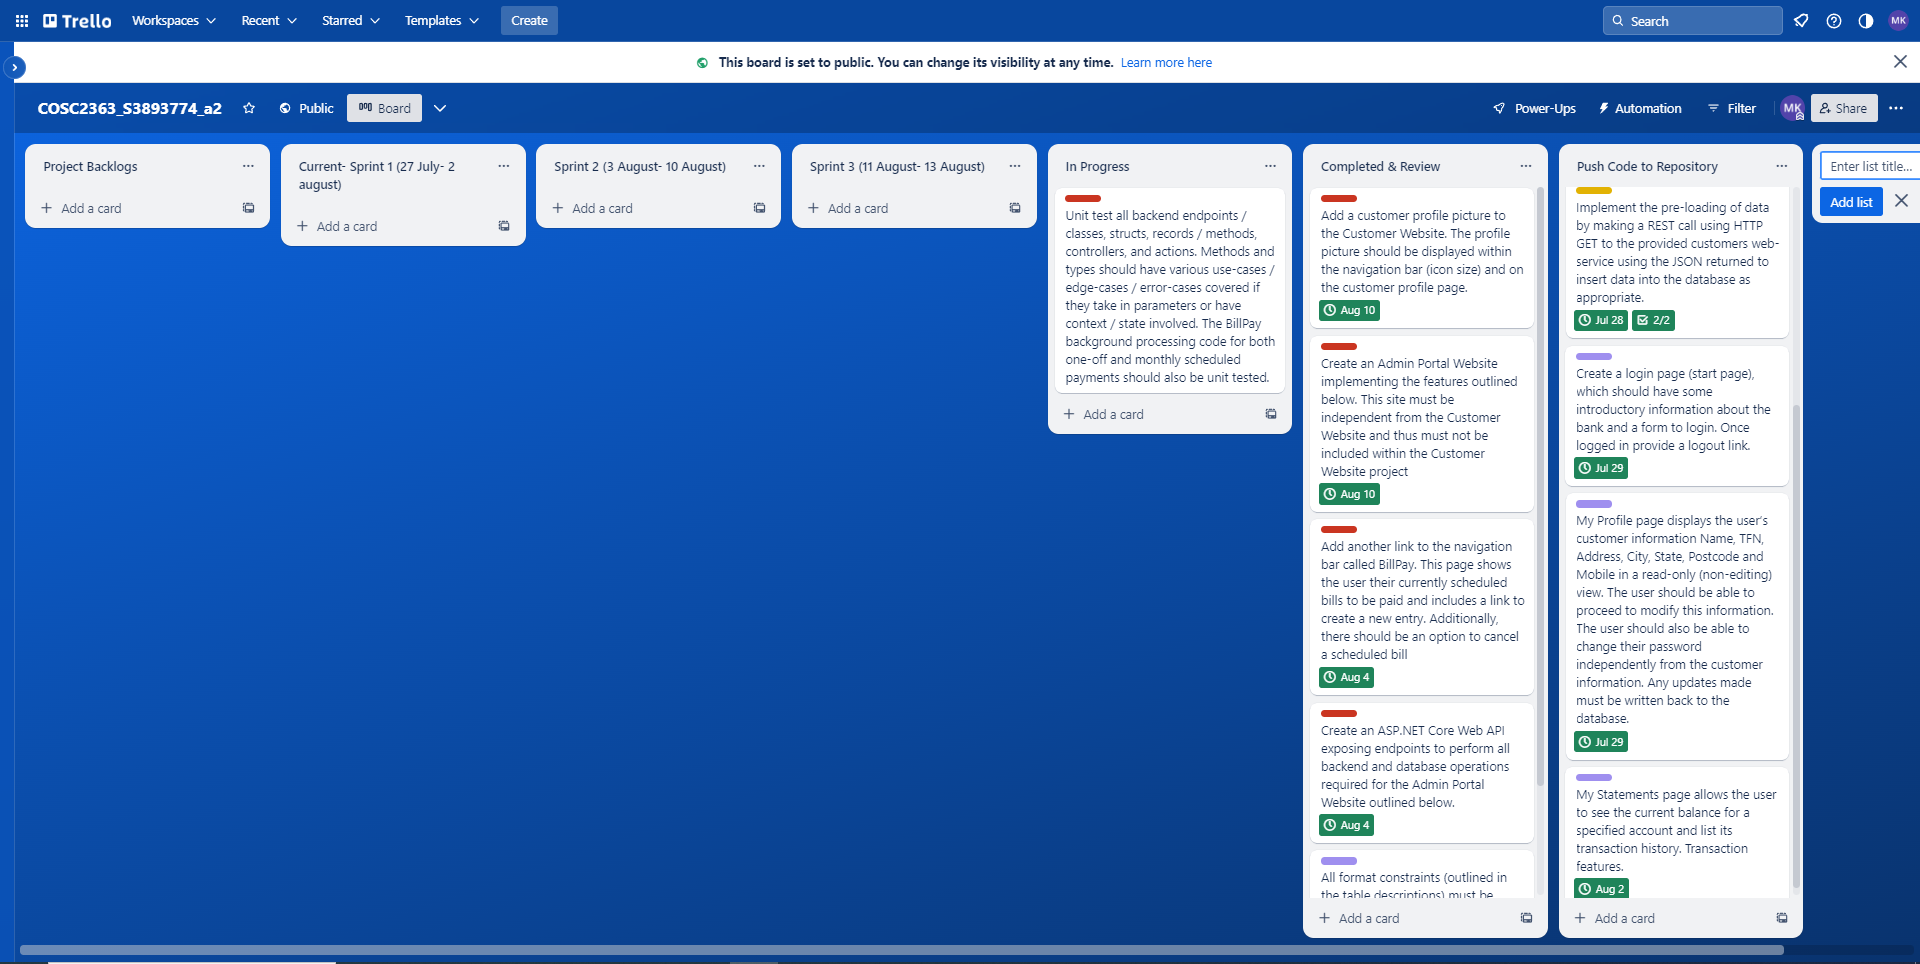 Trello
Workspaces
Recent
Starred
Templates
Create
Search
MK
This board is set to public. You can change its visibility at any time. Learn more here
COSC2363_S3893774_a2
Public
Board
Power-Ups
Automation
Filter
MK
Share
Project Backlogs
Add a card
Current- Sprint 1 (27 July- 2
august)
Add a card
Sprint 2 (3 August- 10 August)
Add a card
Sprint 3 (11 August- 13 August)
Add a card
In Progress
Unit test all backend endpoints /
classes, structs, records / methods,
controllers, and actions. Methods and
types should have various use-cases /
edge-cases / error-cases covered if
they take in parameters or have
context / state involved. The BillPay
background processing code for both
one-off and monthly scheduled
payments should also be unit tested.
Add a card
Completed & Review
Add a customer profile picture to
the Customer Website. The profile
picture should be displayed within
the navigation bar (icon size) and on
the customer profile page.
Aug 10
Create an Admin Portal Website
implementing the features outlined
below. This site must be
independent from the Customer
Website and thus must not be
included within the Customer
Website project
Aug 10
Add another link to the navigation
bar called BillPay. This page shows
the user their currently scheduled
bills to be paid and includes a link to
create a new entry. Additionally,
there should be an option to cancel
a scheduled bill
Aug 4
Create an ASP.NET Core Web API
exposing endpoints to perform all
backend and database operations
required for the Admin Portal
Website outlined below.
Aug 4
All format constraints (outlined in
the table descriptions) must be
Add a card
Push Code to Repository
Implement the pre-loading of data
by making a REST call using HTTP
GET to the provided customers web-
service using the JSON returned to
insert data into the database as
appropriate.
Jul 28
2/2
Create a login page (start page),
which should have some
introductory information about the
bank and a form to login. Once
logged in provide a logout link.
Jul 29
My Profile page displays the user's
customer information Name, TFN,
Address, City, State, Postcode and
Mobile in a read-only (non-editing)
view. The user should be able to
proceed to modify this information.
The user should also be able to
change their password
independently from the customer
information. Any updates made
must be written back to the
database.
Jul 29
My Statements page allows the user
to see the current balance for a
specified account and list its
transaction history. Transaction
features.
Aug 2
Add a card
Enter list title...
Add list